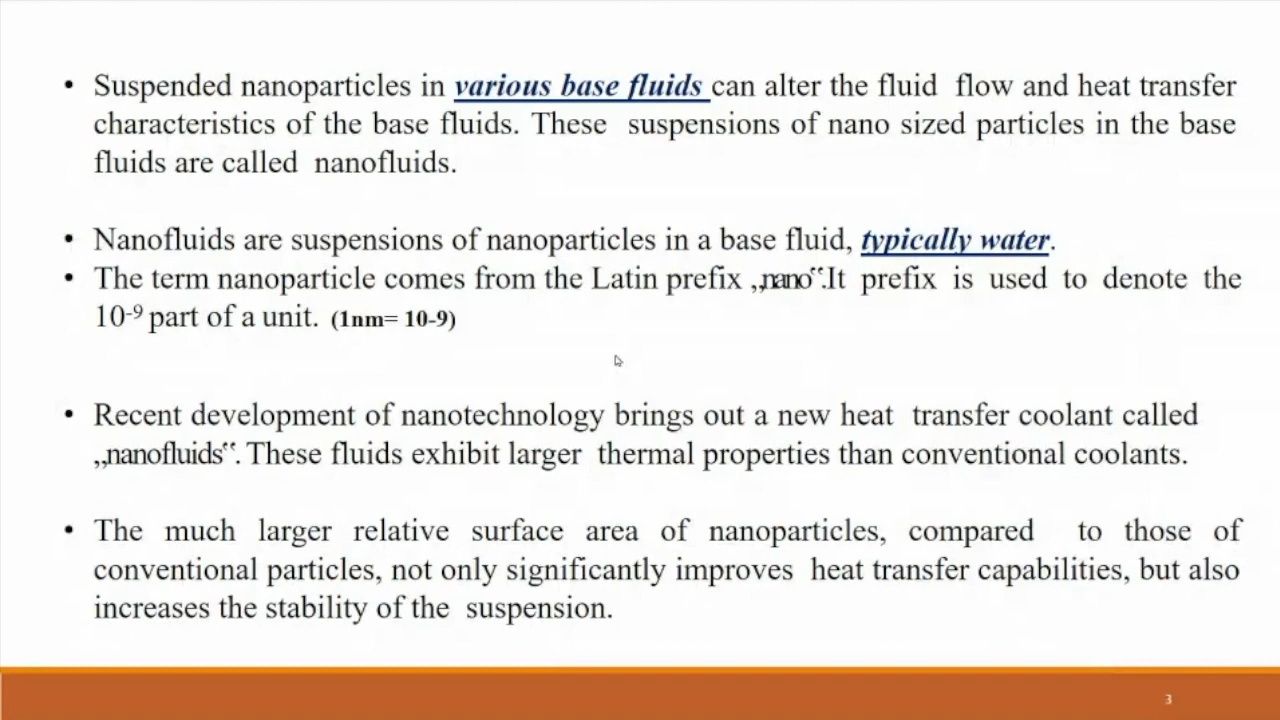 • Suspended nanoparticles in various base fluids can alter the fluid flow and heat transfer
characteristics of the base fluids. These suspensions of nano sized particles in the base
fluids are called nanofluids.
• Nanofluids are suspensions of nanoparticles in a base fluid, typically water.
• The term nanoparticle comes from the Latin prefix „nano‟.It prefix is used to denote the
10⁻⁹ part of a unit. (1nm= 10-9)
• Recent development of nanotechnology brings out a new heat transfer coolant called
„nanofluids‟. These fluids exhibit larger thermal properties than conventional coolants.
• The much larger relative surface area of nanoparticles, compared to those of
conventional particles, not only significantly improves heat transfer capabilities, but also
increases the stability of the suspension.
3